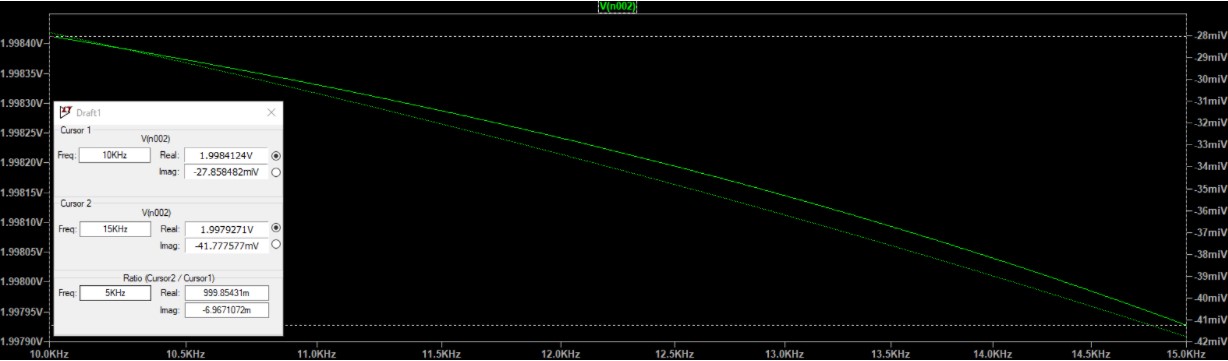 V(n002)
1.99840V
1.99835V
1.99830V
1.99825V
1.99820V
1.99815V
1.99810V
1.99805V
1.99800V
1.99795V
1.99790V
-28miV
-29miV
-30miV
-31miV
-32miV
-33miV
-34miV
-35miV
-36miV
-37miV
-38miV
-39miV
-40miV
-41miV
-42miV
Draft1
Cursor 1
V(n002)
Freq: 10KHz Real: 1.9984124V
Imag: -27.858482miV
Cursor 2
V(n002)
Freq: 15KHz Real: 1.9979271V
Imag: -41.777577mV
Ratio (Cursor2 / Cursor1)
Freq: 5KHz Real: 999.85431m
Imag: -6.9671072m
10.0KHz 10.5KHz 11.0KHz 11.5KHz 12.0KHz 12.5KHz 13.0KHz 13.5KHz 14.0KHz 14.5KHz 15.0KHz